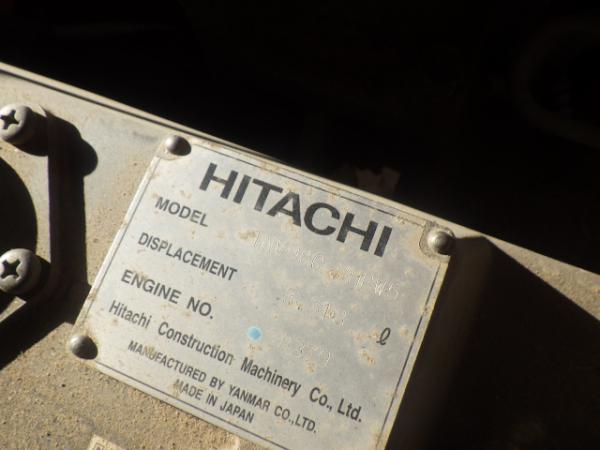 HITACHI
MODEL
DISPLACEMENT ℓ
ENGINE NO.
Hitachi Construction Machinery Co., Ltd.
MANUFACTURED BY YANMAR CO.,LTD.
MADE IN JAPAN